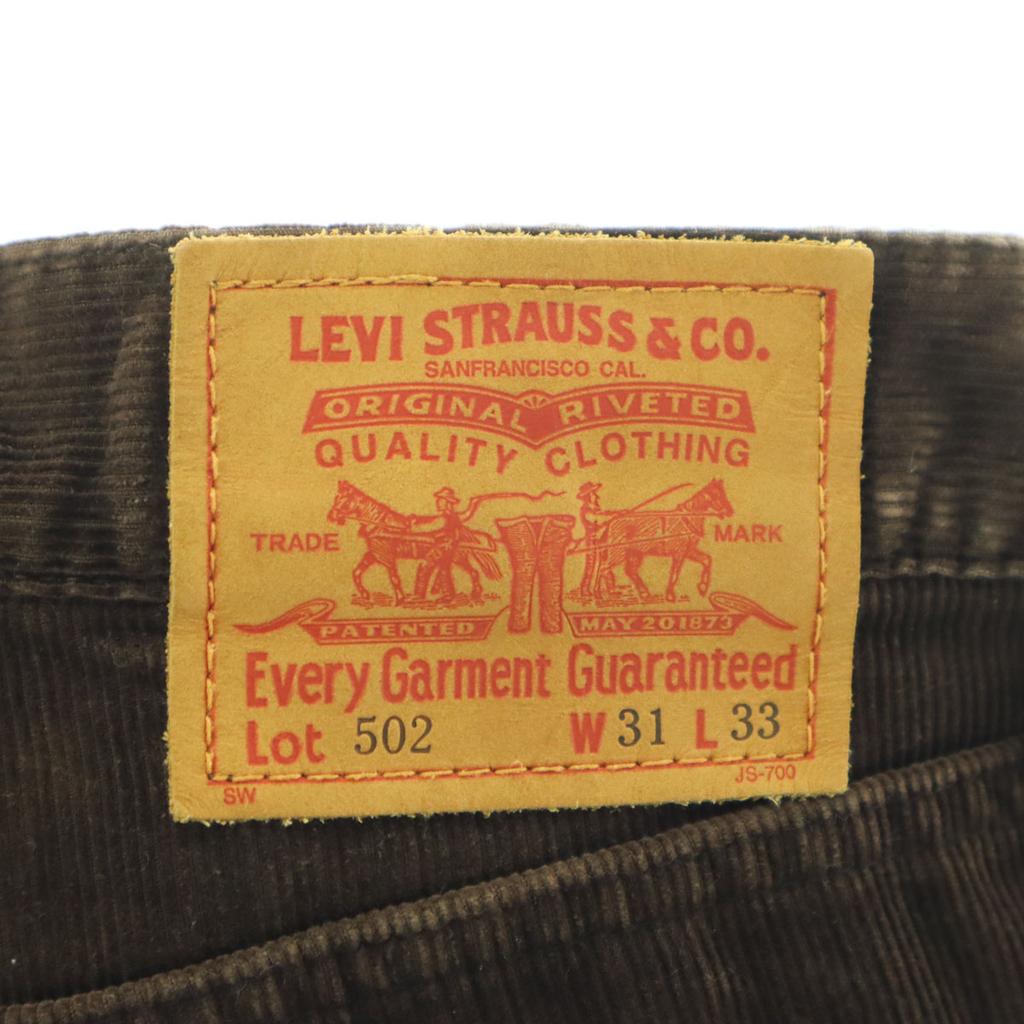 LEVI STRAUSS & CO.
SANFRANCISCO CAL.
ORIGINAL RIVETED
QUALITY CLOTHING
TRADE MARK
PATENTED MAY 20 1873
Every Garment Guaranteed
Lot 502 W 31 L 33
SW JS-700